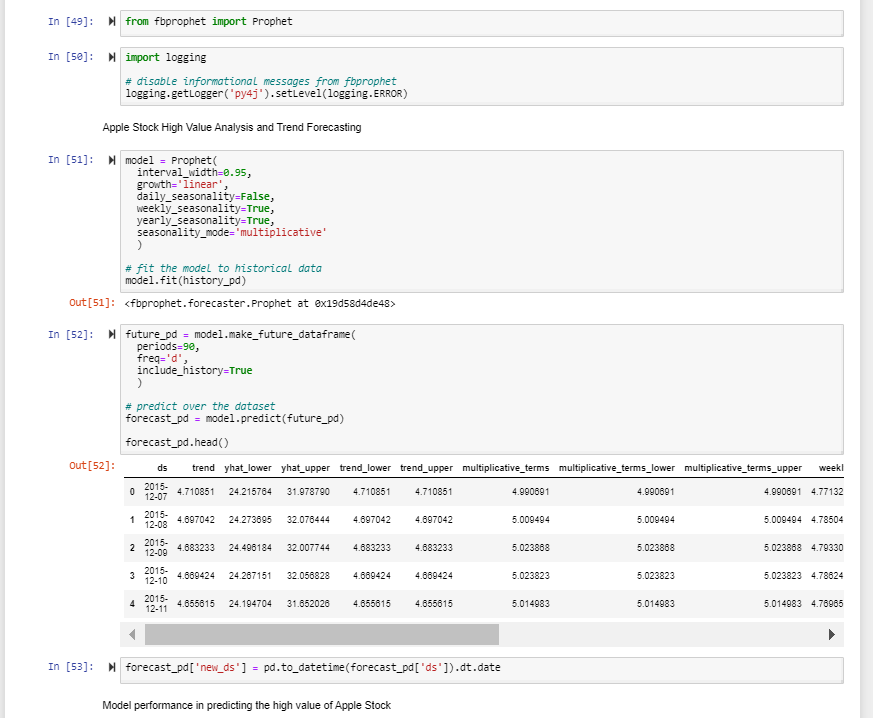 In [49]: from fbprophet import Prophet
In [50]: import logging
# disable informational messages from fbprophet
logging.getLogger('py4j').setLevel(logging.ERROR)
Apple Stock High Value Analysis and Trend Forecasting
In [51]: model = Prophet(
interval_width=0.95,
growth='linear',
daily_seasonality=False,
weekly_seasonality=True,
yearly_seasonality=True,
seasonality_mode='multiplicative'
)
# fit the model to historical data
model.fit(history_pd)
Out[51]: <fbprophet.forecaster.Prophet at 0x19d58d4de48>
In [52]: future_pd = model.make_future_dataframe(
periods=90,
freq='d',
include_history=True
)
# predict over the dataset
forecast_pd = model.predict(future_pd)
forecast_pd.head()
Out[52]:
ds trend yhat_lower yhat_upper trend_lower trend_upper multiplicative_terms multiplicative_terms_lower multiplicative_terms_upper weekl
0 2015-12-07 4.710851 24.215764 31.978790 4.710851 4.710851 4.990691 4.990691 4.990691 4.77132
1 2015-12-08 4.697042 24.273695 32.076444 4.697042 4.697042 5.009494 5.009494 5.009494 4.78504
2 2015-12-09 4.683233 24.496184 32.007744 4.683233 4.683233 5.023868 5.023868 5.023868 4.79330
3 2015-12-10 4.669424 24.267151 32.056828 4.669424 4.669424 5.023823 5.023823 5.023823 4.78624
4 2015-12-11 4.655615 24.194704 31.652026 4.655615 4.655615 5.014983 5.014983 5.014983 4.76965
In [53]: forecast_pd['new_ds'] = pd.to_datetime(forecast_pd['ds']).dt.date
Model performance in predicting the high value of Apple Stock